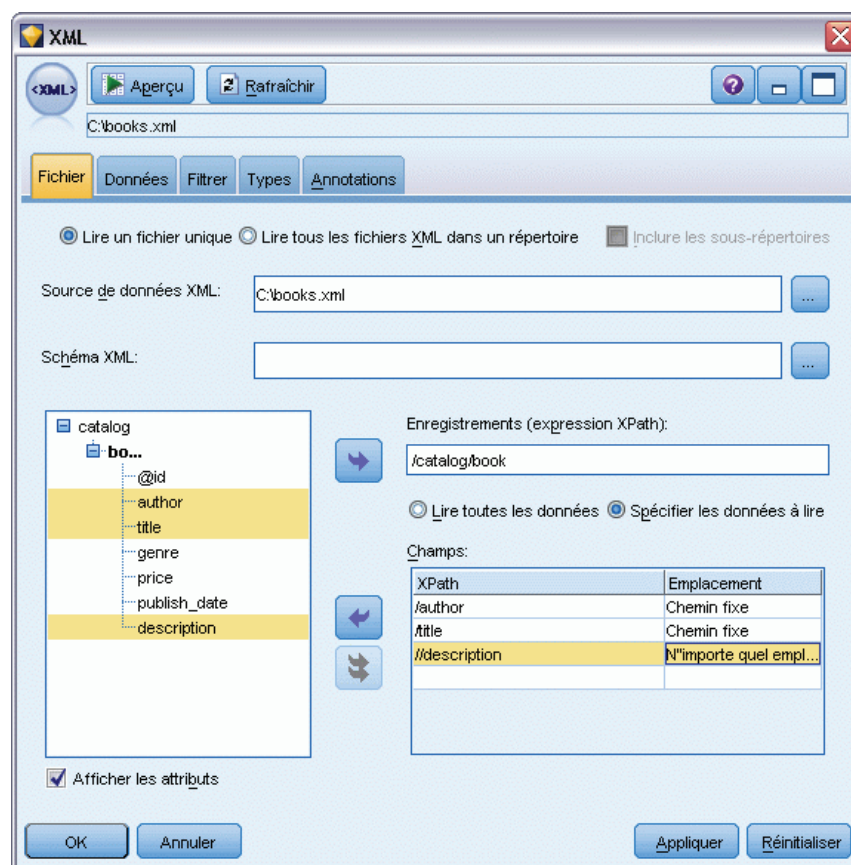 XML
<XML> Aperçu Rafraîchir
C:\books.xml
Fichier Données Filtrer Types Annotations
Lire un fichier unique Lire tous les fichiers XML dans un répertoire Inclure les sous-répertoires
Source de données XML: C:\books.xml ...
Schéma XML: ...
catalog
bo...
@id
author
title
genre
price
publish_date
description
Afficher les attributs
Enregistrements (expression XPath):
/catalog/book
Lire toutes les données Spécifier les données à lire
Champs:
XPath Emplacement
/author Chemin fixe
/title Chemin fixe
//description N"importe quel empl...
OK Annuler Appliquer Réinitialiser